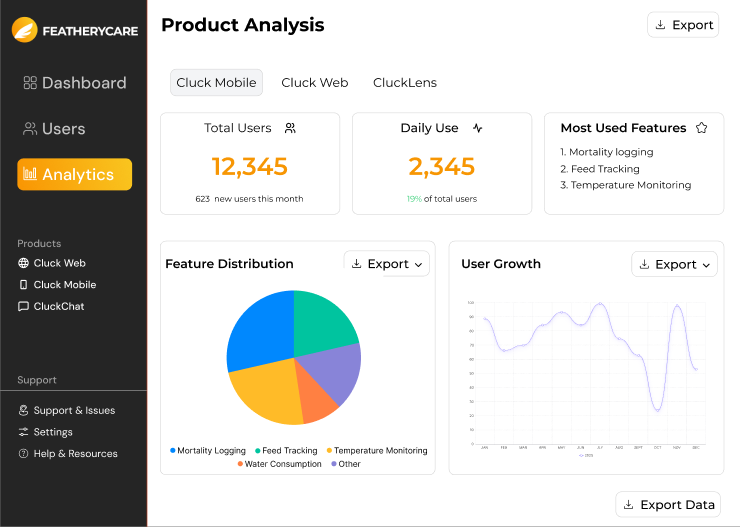 FEATHERYCARE
Dashboard
Users
Analytics
Products
Cluck Web
Cluck Mobile
CluckChat
Support
Support & Issues
Settings
Help & Resources
Product Analysis
Export
Cluck Mobile Cluck Web CluckLens
Total Users
12,345
623 new users this month
Daily Use
2,345
19% of total users
Most Used Features
1. Mortality logging
2. Feed Tracking
3. Temperature Monitoring
Feature Distribution
Export
Mortality Logging Feed Tracking Temperature Monitoring
Water Consumption Other
User Growth
Export
100
90
80
70
60
50
40
30
20
10
0
JAN FEB MAR APR MAY JUN JLY AUG SEPT OCT NOV DEC
Export Data